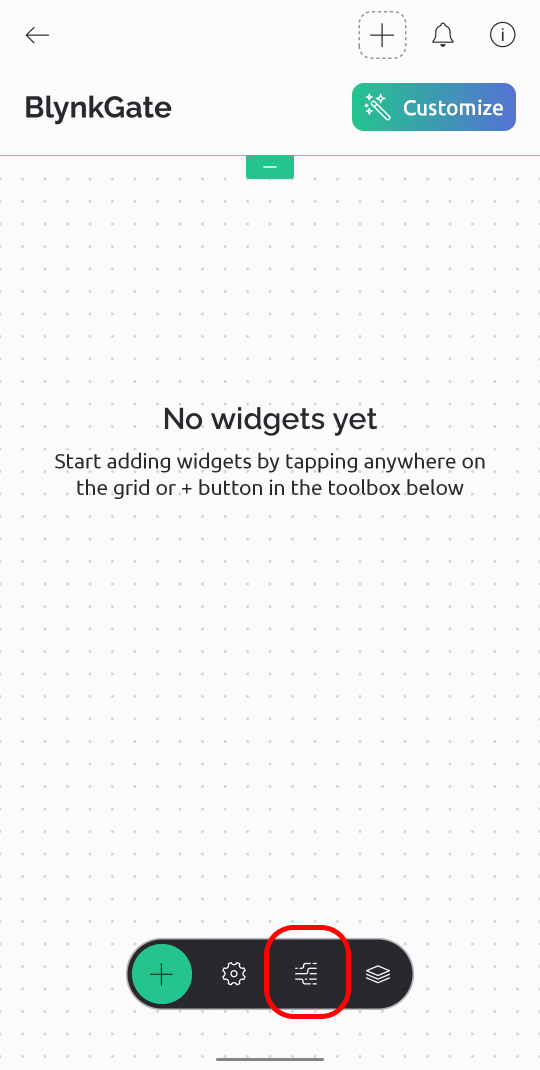 BlynkGate
Customize
No widgets yet
Start adding widgets by tapping anywhere on
the grid or + button in the toolbox below